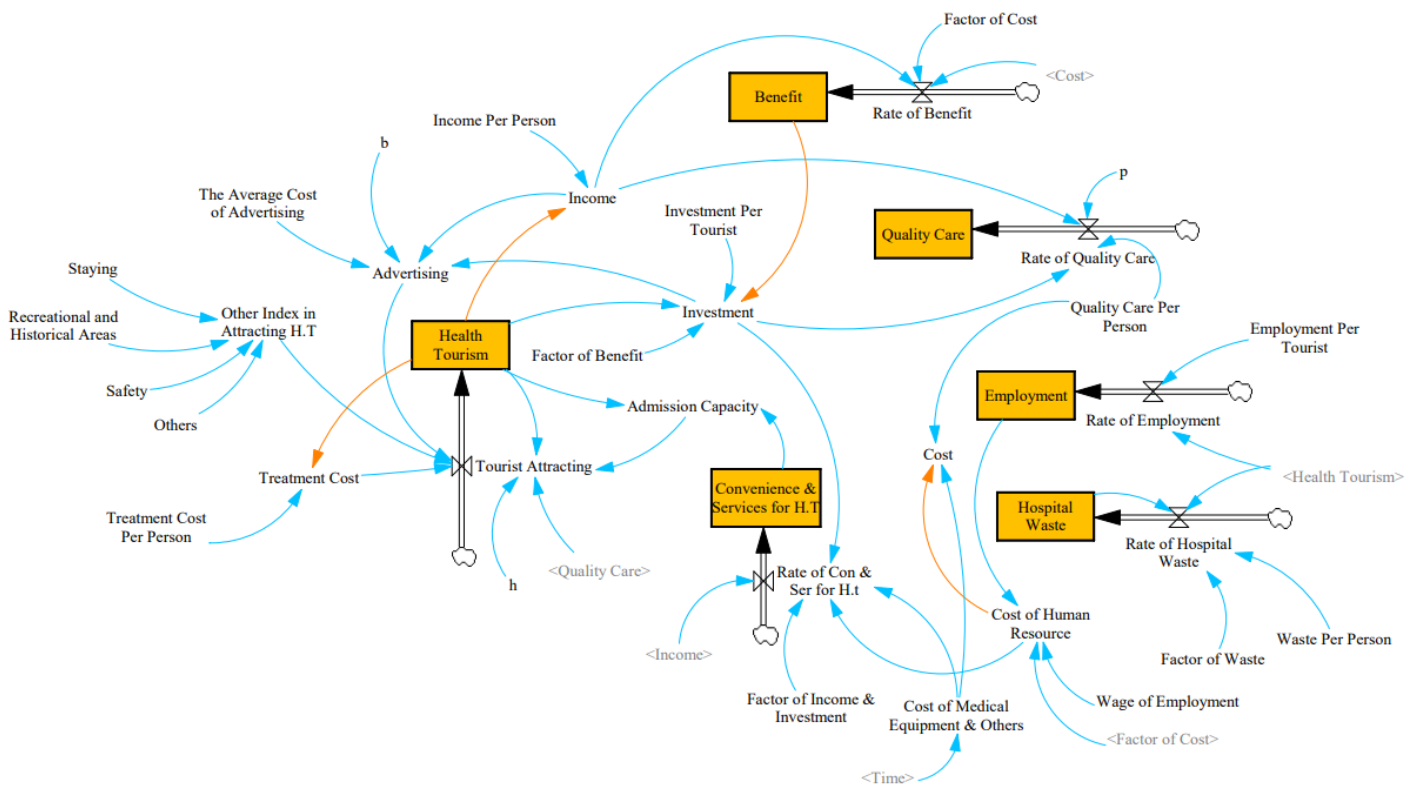 Factor of Cost
<Cost>
Benefit
Rate of Benefit
Income Per Person
b
p
The Average Cost
of Advertising
Income
Investment Per
Tourist
Quality Care
Rate of Quality Care
Staying
Advertising
Recreational and
Historical Areas
Other Index in
Attracting H.T
Investment
Quality Care Per
Person
Health
Tourism
Factor of Benefit
Employment Per
Tourist
Safety
Others
Admission Capacity
Employment
Rate of Employment
Treatment Cost
Tourist Attracting
Cost
<Health Tourism>
Convenience &
Services for H.T
Hospital
Waste
Treatment Cost
Per Person
Rate of Hospital
Waste
h
<Quality Care>
Rate of Con &
Ser for H.t
Cost of Human
Resource
Waste Per Person
<Income>
Factor of Waste
Factor of Income &
Investment
Cost of Medical
Equipment & Others
Wage of Employment
<Factor of Cost>
<Time>